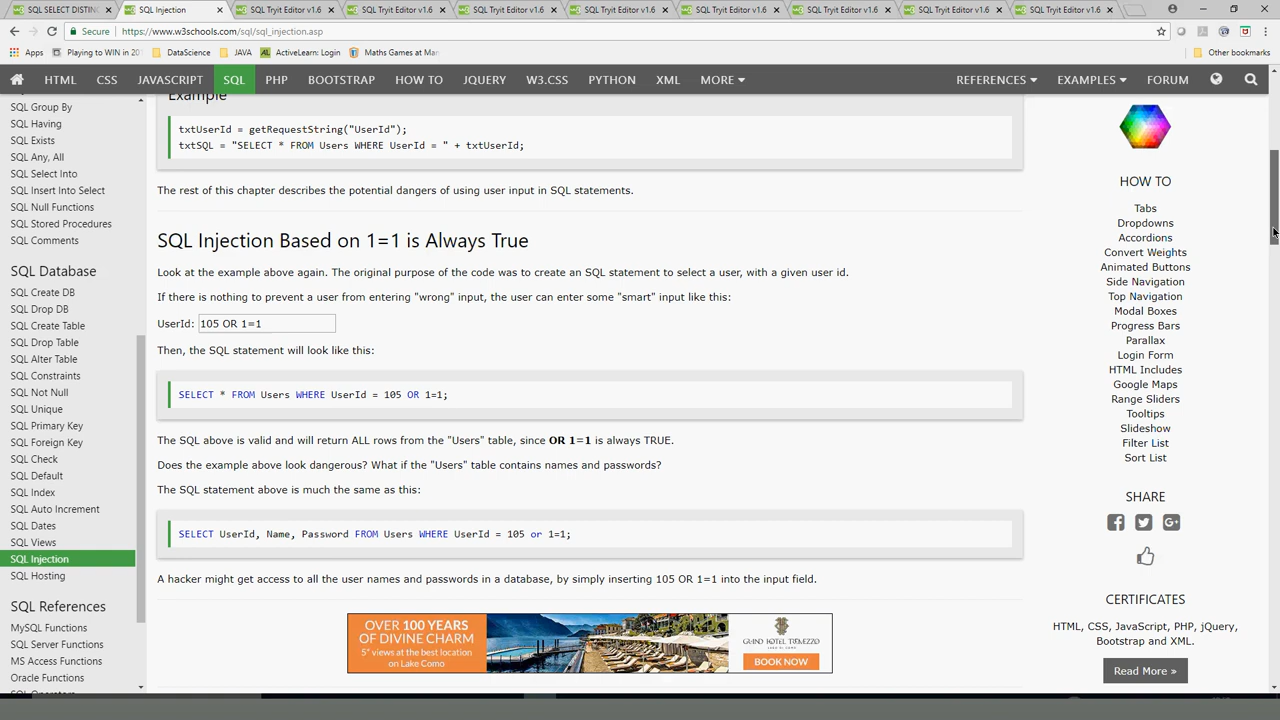 SQL SELECT DISTINC
SQL Injection
SQL Tryit Editor v1.6
SQL Tryit Editor v1.6
SQL Tryit Editor v1.6
SQL Tryit Editor v1.6
SQL Tryit Editor v1.6
SQL Tryit Editor v1.6
SQL Tryit Editor v1.6
SQL Tryit Editor v1.6
Secure https://www.w3schools.com/sql/sql_injection.asp
Apps
Playing to WIN in 20
DataScience
JAVA
ActiveLearn: Login
Maths Games at Man
Other bookmarks
HTML
CSS
JAVASCRIPT
SQL
PHP
BOOTSTRAP
HOW TO
JQUERY
W3.CSS
PYTHON
XML
MORE
REFERENCES
EXAMPLES
FORUM
SQL Group By
SQL Having
SQL Exists
SQL Any, All
SQL Select Into
SQL Insert Into Select
SQL Null Functions
SQL Stored Procedures
SQL Comments
SQL Database
SQL Create DB
SQL Drop DB
SQL Create Table
SQL Drop Table
SQL Alter Table
SQL Constraints
SQL Not Null
SQL Unique
SQL Primary Key
SQL Foreign Key
SQL Check
SQL Default
SQL Index
SQL Auto Increment
SQL Dates
SQL Views
SQL Injection
SQL Hosting
SQL References
MySQL Functions
SQL Server Functions
MS Access Functions
Oracle Functions
SQL Operators
Example
txtUserId = getRequestString("UserId");
txtSQL = "SELECT * FROM Users WHERE UserId = " + txtUserId;
The rest of this chapter describes the potential dangers of using user input in SQL statements.
SQL Injection Based on 1=1 is Always True
Look at the example above again. The original purpose of the code was to create an SQL statement to select a user, with a given user id.
If there is nothing to prevent a user from entering "wrong" input, the user can enter some "smart" input like this:
UserId: 105 OR 1=1
Then, the SQL statement will look like this:
SELECT * FROM Users WHERE UserId = 105 OR 1=1;
The SQL above is valid and will return ALL rows from the "Users" table, since OR 1=1 is always TRUE.
Does the example above look dangerous? What if the "Users" table contains names and passwords?
The SQL statement above is much the same as this:
SELECT UserId, Name, Password FROM Users WHERE UserId = 105 or 1=1;
A hacker might get access to all the user names and passwords in a database, by simply inserting 105 OR 1=1 into the input field.
OVER 100 YEARS
OF DIVINE CHARM
5* views at the best location
on Lake Como
GRAND HOTEL TREMEZZO
BOOK NOW
HOW TO
Tabs
Dropdowns
Accordions
Convert Weights
Animated Buttons
Side Navigation
Top Navigation
Modal Boxes
Progress Bars
Parallax
Login Form
HTML Includes
Google Maps
Range Sliders
Tooltips
Slideshow
Filter List
Sort List
SHARE
CERTIFICATES
HTML, CSS, JavaScript, PHP, jQuery,
Bootstrap and XML.
Read More »